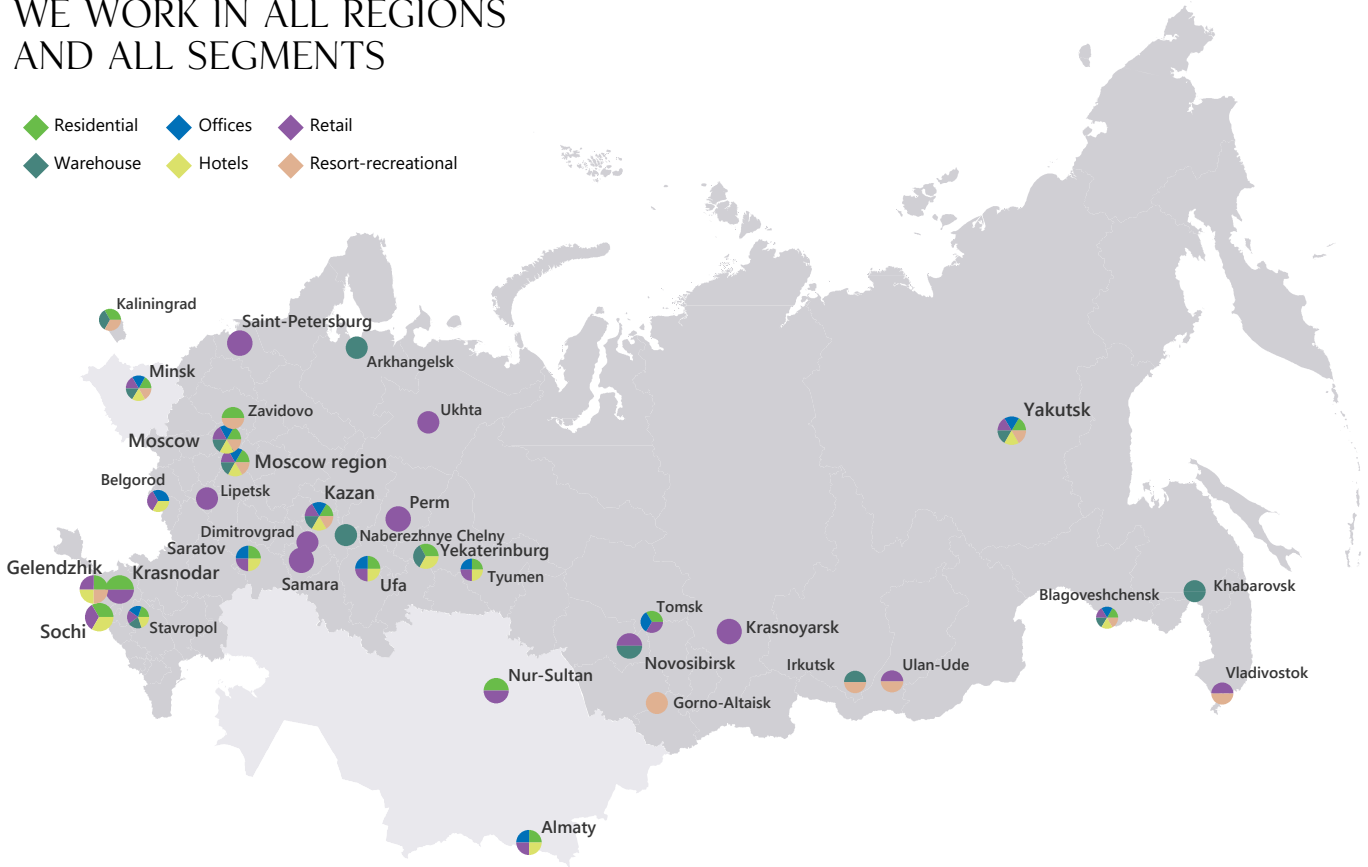 WE WORK IN ALL REGIONS
AND ALL SEGMENTS
Residential
Offices
Retail
Warehouse
Hotels
Resort-recreational
Kaliningrad
Saint-Petersburg
Arkhangelsk
Minsk
Zavidovo
Ukhta
Yakutsk
Moscow
Moscow region
Belgorod
Lipetsk
Kazan
Perm
Dimitrovgrad
Naberezhnye Chelny
Saratov
Yekaterinburg
Gelendzhik
Krasnodar
Samara
Ufa
Tyumen
Sochi
Stavropol
Tomsk
Krasnoyarsk
Novosibirsk
Irkutsk
Ulan-Ude
Blagoveshchensk
Khabarovsk
Vladivostok
Nur-Sultan
Gorno-Altaisk
Almaty